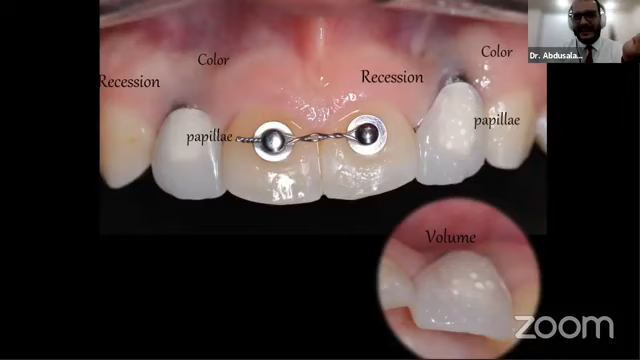 Dr. Abdusala...
Color
Color
Recession
Recession
papillae
papillae
Volume
zoom